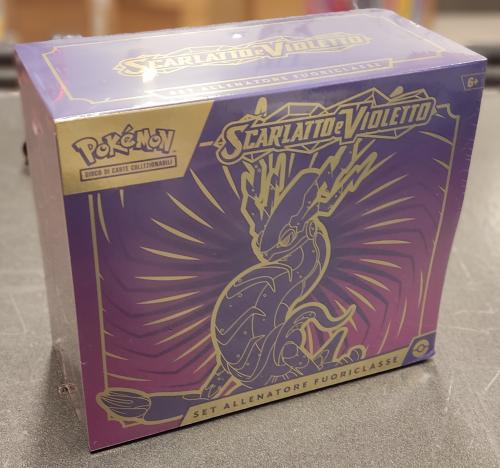 SCARLATTO E VIOLETTO
SET ALLENATORE FUORICLASSE
6+
POKÉMON
GIOCO DI CARTE COLLEZIONABILI
SCARLATTO E VIOLETTO
SET ALLENATORE FUORICLASSE